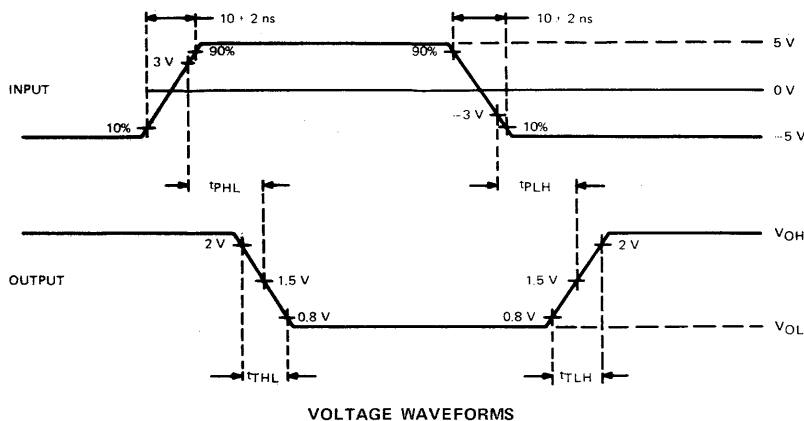 10 ± 2 ns
10 ± 2 ns
90%
90%
5 V
3 V
INPUT
0 V
10%
−3 V
10%
−5 V
tPHL
tPLH
2 V
2 V
VOH
OUTPUT
1.5 V
1.5 V
0.8 V
0.8 V
VOL
tTHL
tTLH
VOLTAGE WAVEFORMS